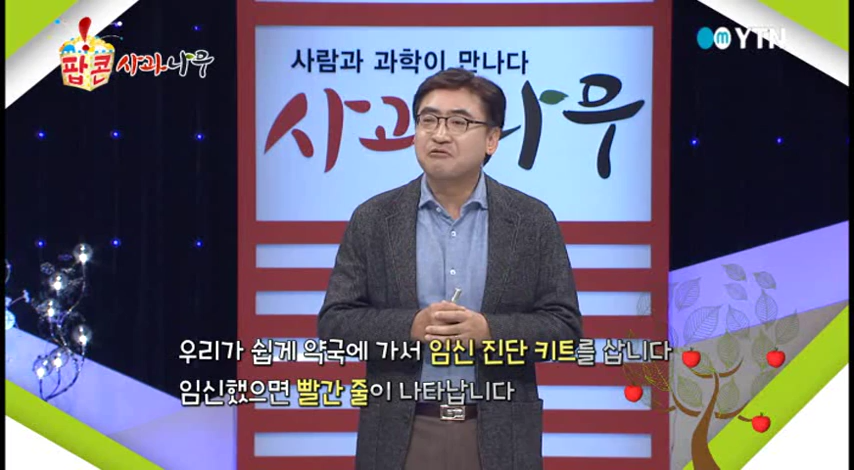 팝콘 사과나무
YTN
사람과 과학이 만나다
사과나무
우리가 쉽게 약국에 가서 임신 진단 키트를 삽니다
임신했으면 빨간 줄이 나타납니다